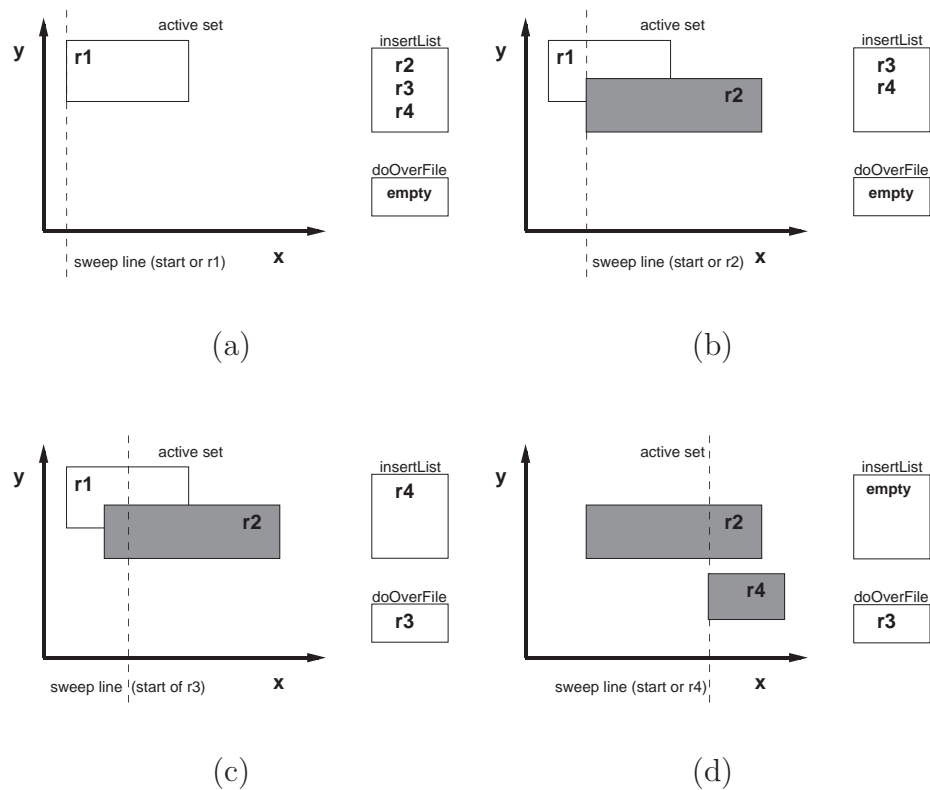 active set
y
r1
insertList
r2
r3
r4
doOverFile
empty
sweep line (start or r1)
x
(a)
active set
y
r1
r2
insertList
r3
r4
doOverFile
empty
sweep line (start or r2)
x
(b)
active set
y
r1
r2
insertList
r4
doOverFile
r3
sweep line (start of r3)
x
(c)
active set
y
r2
r4
insertList
empty
doOverFile
r3
sweep line (start or r4)
x
(d)